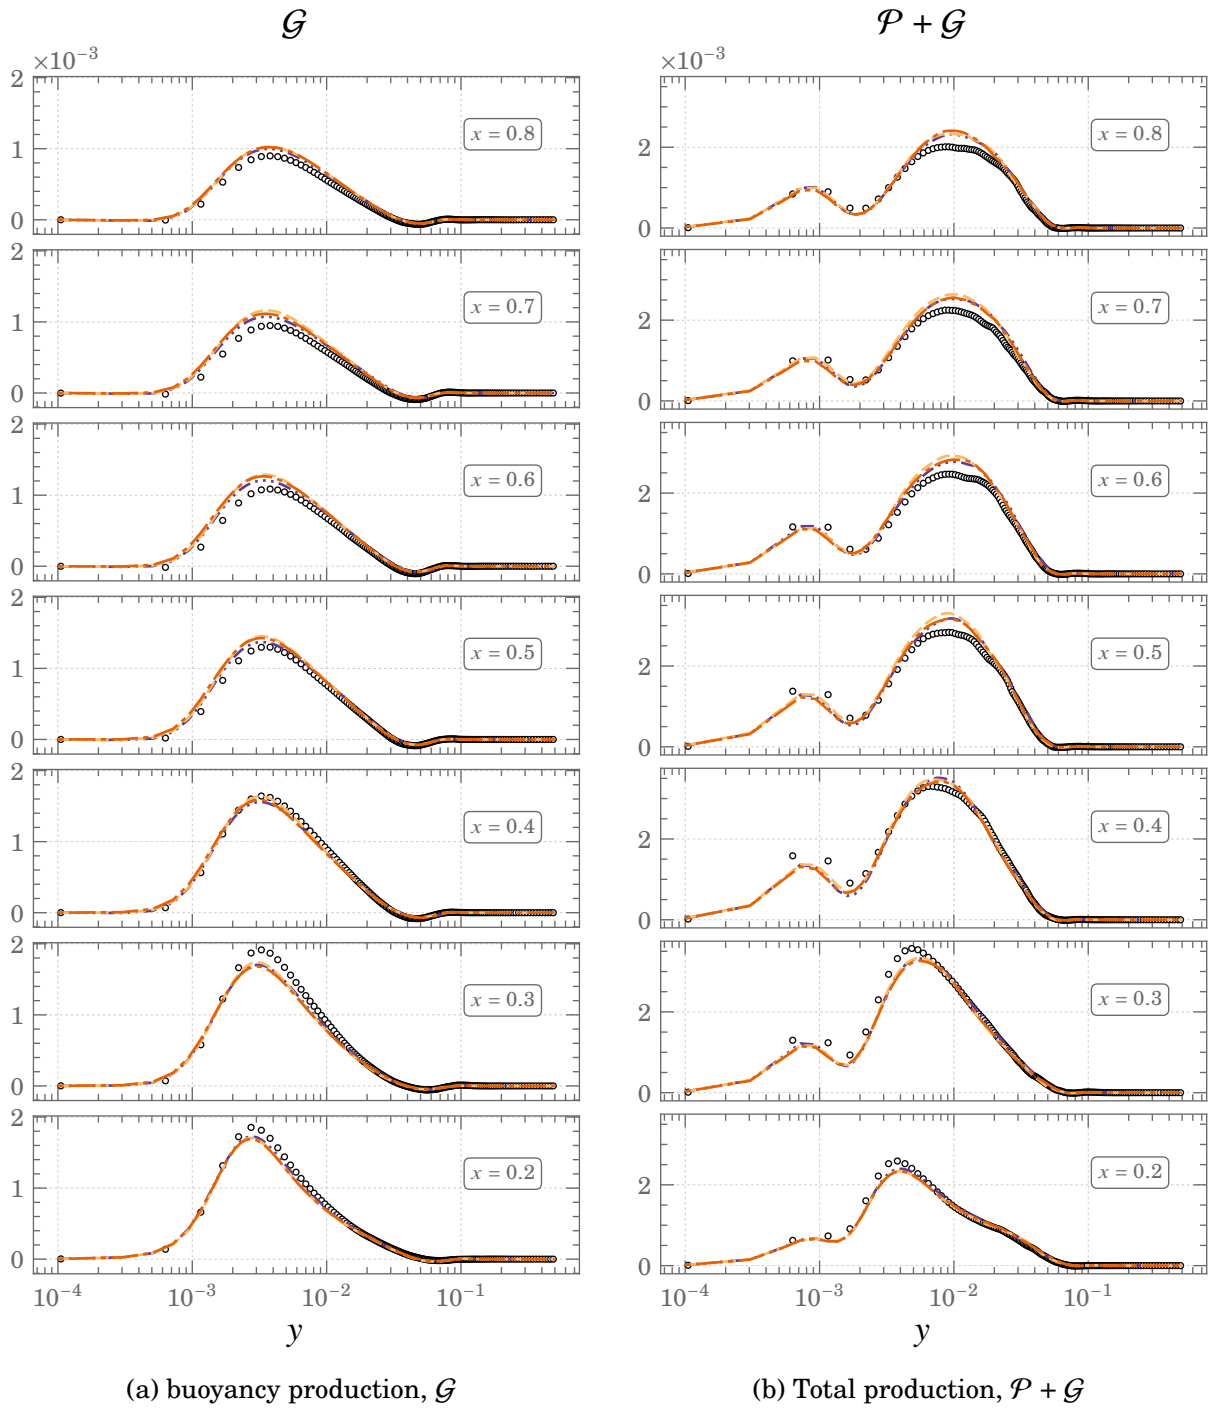 𝒢 𝒫 + 𝒢
×10⁻³ ×10⁻³
2
1
0
x = 0.8
2
0
x = 0.8
2
1
0
x = 0.7
2
0
x = 0.7
2
1
0
x = 0.6
2
0
x = 0.6
2
1
0
x = 0.5
2
0
x = 0.5
2
1
0
x = 0.4
2
0
x = 0.4
2
1
0
x = 0.3
2
0
x = 0.3
2
1
0
x = 0.2
2
0
x = 0.2
10⁻⁴ 10⁻³ 10⁻² 10⁻¹ 10⁻⁴ 10⁻³ 10⁻² 10⁻¹
y y
(a) buoyancy production, 𝒢 (b) Total production, 𝒫 + 𝒢